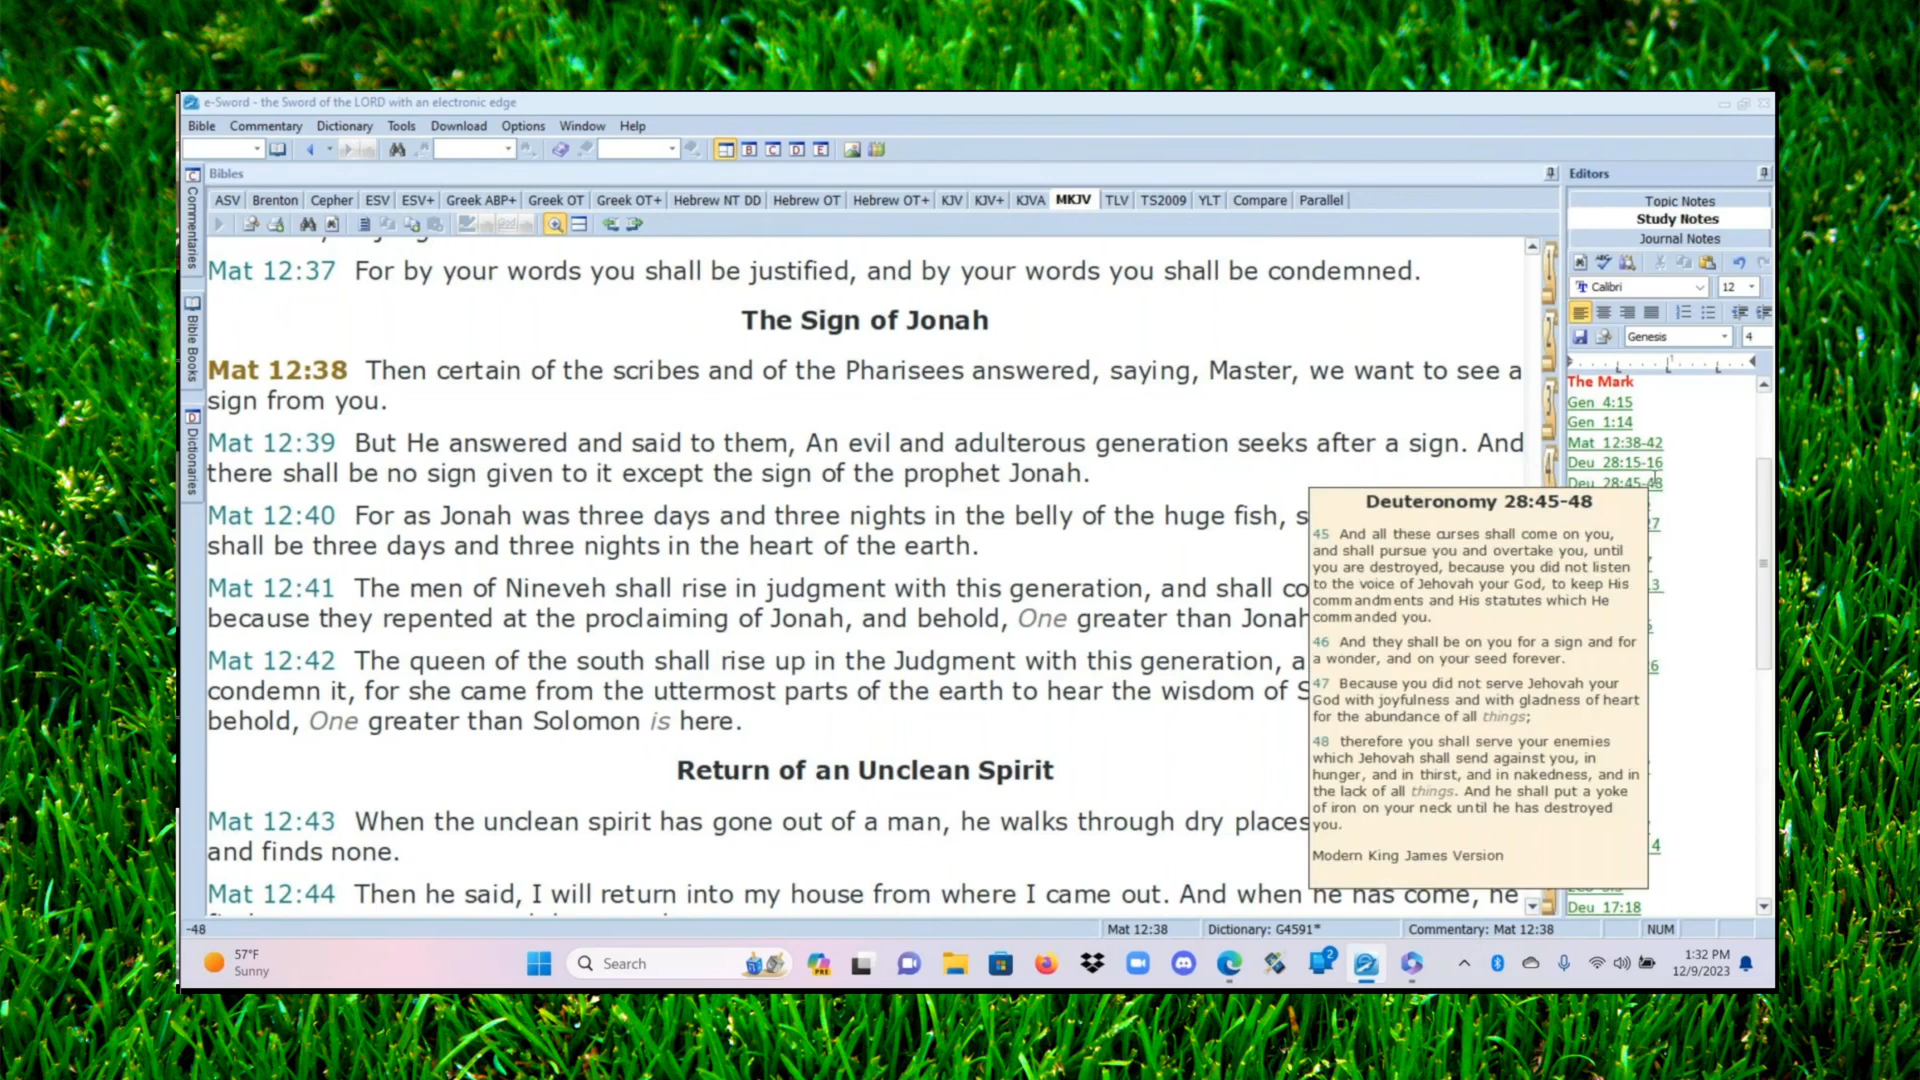 e-Sword - the Sword of the LORD with an electronic edge
Bible Commentary Dictionary Tools Download Options Window Help
B C D E
Bibles
Editors
ASV Brenton Cepher ESV ESV+ Greek ABP+ Greek OT Greek OT+ Hebrew NT DD Hebrew OT Hebrew OT+ KJV KJV+ KJVA MKJV TLV TS2009 YLT Compare Parallel
Commentaries
Bible Books
Dictionaries
Mat 12:37 For by your words you shall be justified, and by your words you shall be condemned.
The Sign of Jonah
Mat 12:38 Then certain of the scribes and of the Pharisees answered, saying, Master, we want to see a
sign from you.
Mat 12:39 But He answered and said to them, An evil and adulterous generation seeks after a sign. And
there shall be no sign given to it except the sign of the prophet Jonah.
Mat 12:40 For as Jonah was three days and three nights in the belly of the huge fish, s
shall be three days and three nights in the heart of the earth.
Mat 12:41 The men of Nineveh shall rise in judgment with this generation, and shall co
because they repented at the proclaiming of Jonah, and behold, One greater than Jonah
Mat 12:42 The queen of the south shall rise up in the Judgment with this generation, a
condemn it, for she came from the uttermost parts of the earth to hear the wisdom of S
behold, One greater than Solomon is here.
Return of an Unclean Spirit
Mat 12:43 When the unclean spirit has gone out of a man, he walks through dry places
and finds none.
Mat 12:44 Then he said, I will return into my house from where I came out. And when he has come, he
1
2
3
4
Topic Notes
Study Notes
Journal Notes
Calibri 12
Genesis 4
The Mark
Gen 4:15
Gen 1:14
Mat 12:38-42
Deu 28:15-16
Deu 28:45-48
Deuteronomy 28:45-48
45 And all these curses shall come on you,
and shall pursue you and overtake you, until
you are destroyed, because you did not listen
to the voice of Jehovah your God, to keep His
commandments and His statutes which He
commanded you.
46 And they shall be on you for a sign and for
a wonder, and on your seed forever.
47 Because you did not serve Jehovah your
God with joyfulness and with gladness of heart
for the abundance of all things;
48 therefore you shall serve your enemies
which Jehovah shall send against you, in
hunger, and in thirst, and in nakedness, and in
the lack of all things. And he shall put a yoke
of iron on your neck until he has destroyed
you.
Modern King James Version
Deu 17:18
-48
Mat 12:38 Dictionary: G4591* Commentary: Mat 12:38 NUM
57°F
Sunny
Search
PRE
2
1:32 PM
12/9/2023